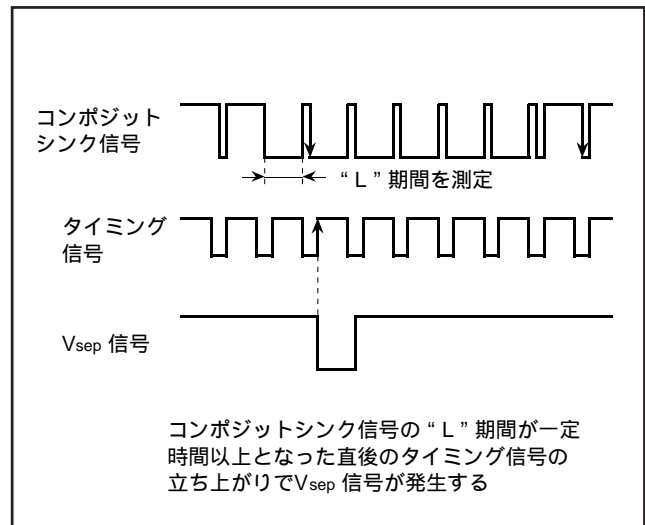 コンポジット
シンク信号
“ L ” 期間を測定
タイミング
信号
Vsep 信号
コンポジットシンク信号の “ L ” 期間が一定
時間以上となった直後のタイミング信号の
立ち上がりでVsep 信号が発生する